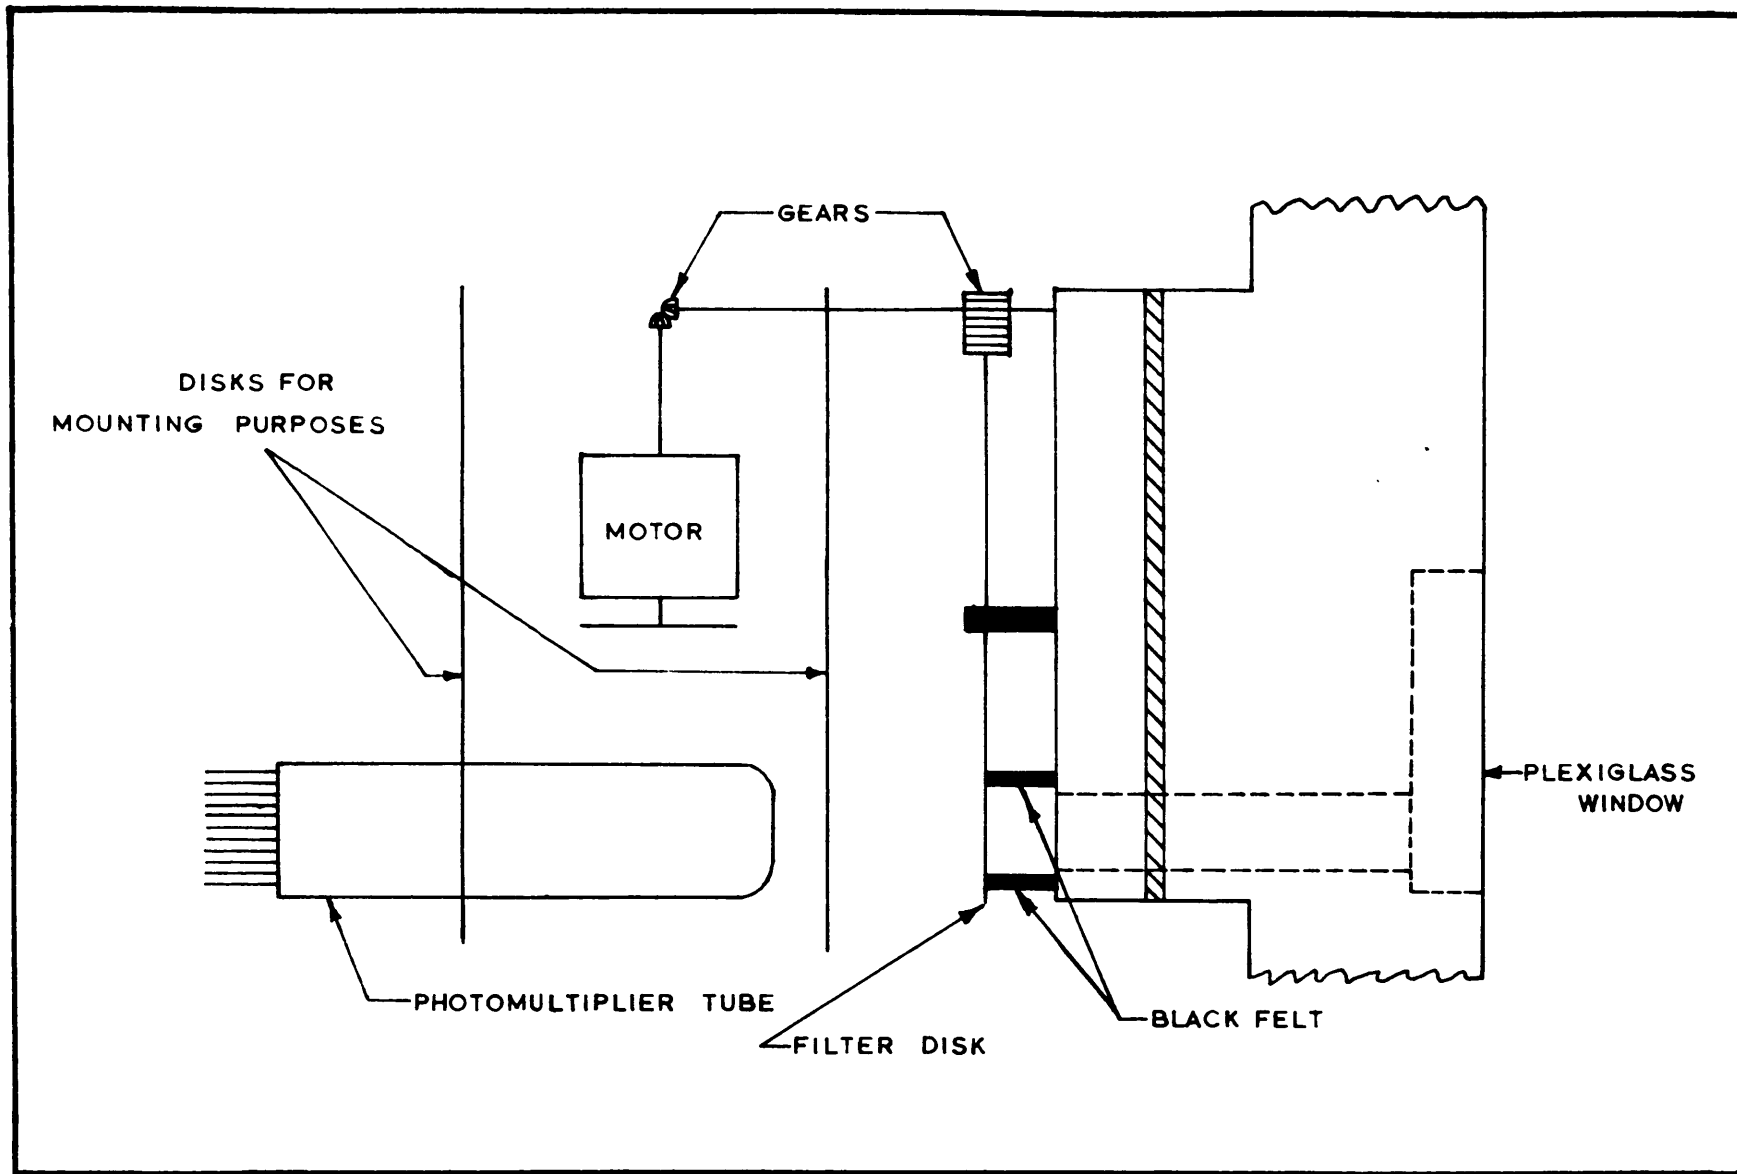 GEARS
DISKS FOR
MOUNTING PURPOSES
MOTOR
PLEXIGLASS
WINDOW
PHOTOMULTIPLIER TUBE
BLACK FELT
FILTER DISK